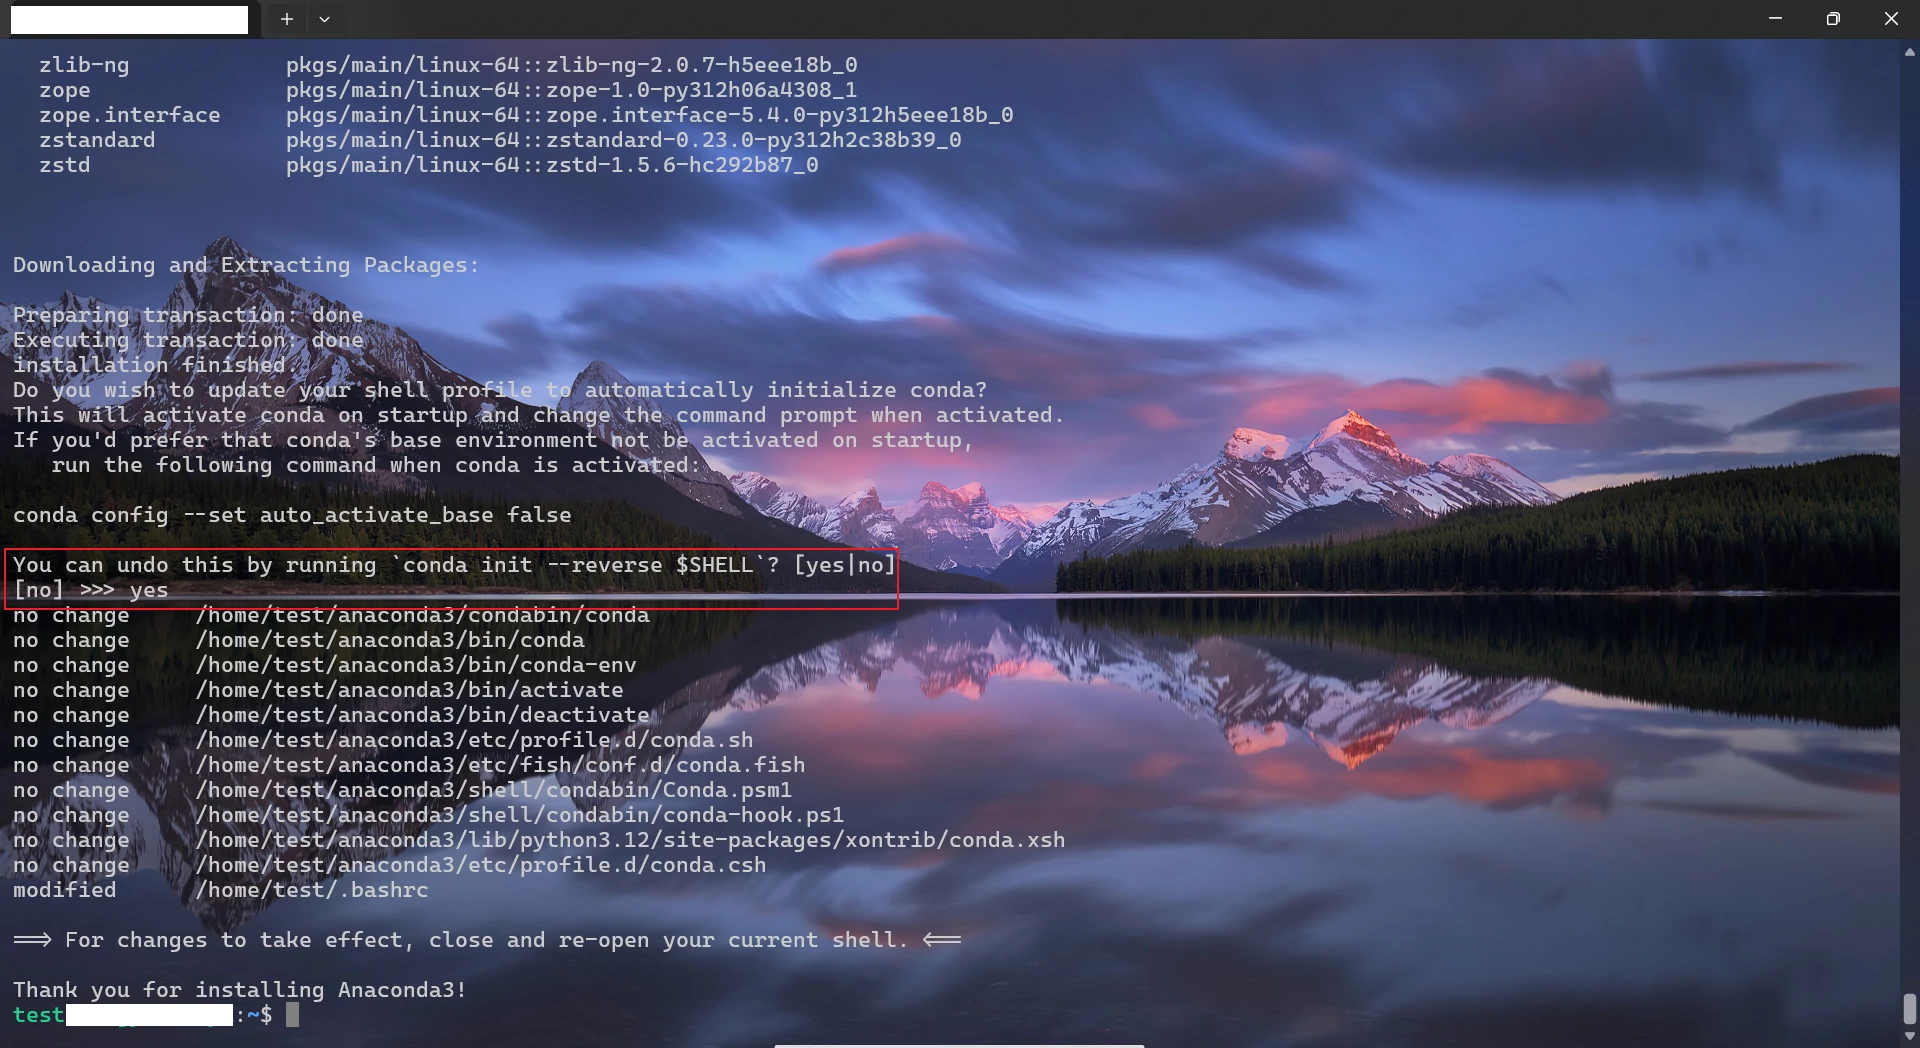 zlib-ng            pkgs/main/linux-64::zlib-ng-2.0.7-h5eee18b_0
zope               pkgs/main/linux-64::zope-1.0-py312h06a4308_1
zope.interface     pkgs/main/linux-64::zope.interface-5.4.0-py312h5eee18b_0
zstandard          pkgs/main/linux-64::zstandard-0.23.0-py312h2c38b39_0
zstd               pkgs/main/linux-64::zstd-1.5.6-hc292b87_0
Downloading and Extracting Packages:
Preparing transaction: done
Executing transaction: done
installation finished.
Do you wish to update your shell profile to automatically initialize conda?
This will activate conda on startup and change the command prompt when activated.
If you'd prefer that conda's base environment not be activated on startup,
   run the following command when conda is activated:
conda config --set auto_activate_base false
You can undo this by running `conda init --reverse $SHELL`? [yes|no]
[no] >>> yes
no change     /home/test/anaconda3/condabin/conda
no change     /home/test/anaconda3/bin/conda
no change     /home/test/anaconda3/bin/conda-env
no change     /home/test/anaconda3/bin/activate
no change     /home/test/anaconda3/bin/deactivate
no change     /home/test/anaconda3/etc/profile.d/conda.sh
no change     /home/test/anaconda3/etc/fish/conf.d/conda.fish
no change     /home/test/anaconda3/shell/condabin/Conda.psm1
no change     /home/test/anaconda3/shell/condabin/conda-hook.ps1
no change     /home/test/anaconda3/lib/python3.12/site-packages/xontrib/conda.xsh
no change     /home/test/anaconda3/etc/profile.d/conda.csh
modified      /home/test/.bashrc
==> For changes to take effect, close and re-open your current shell. <==
Thank you for installing Anaconda3!
test:~$